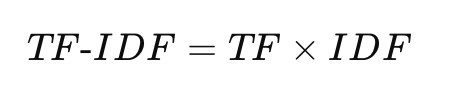 TF-IDF = TF × IDF